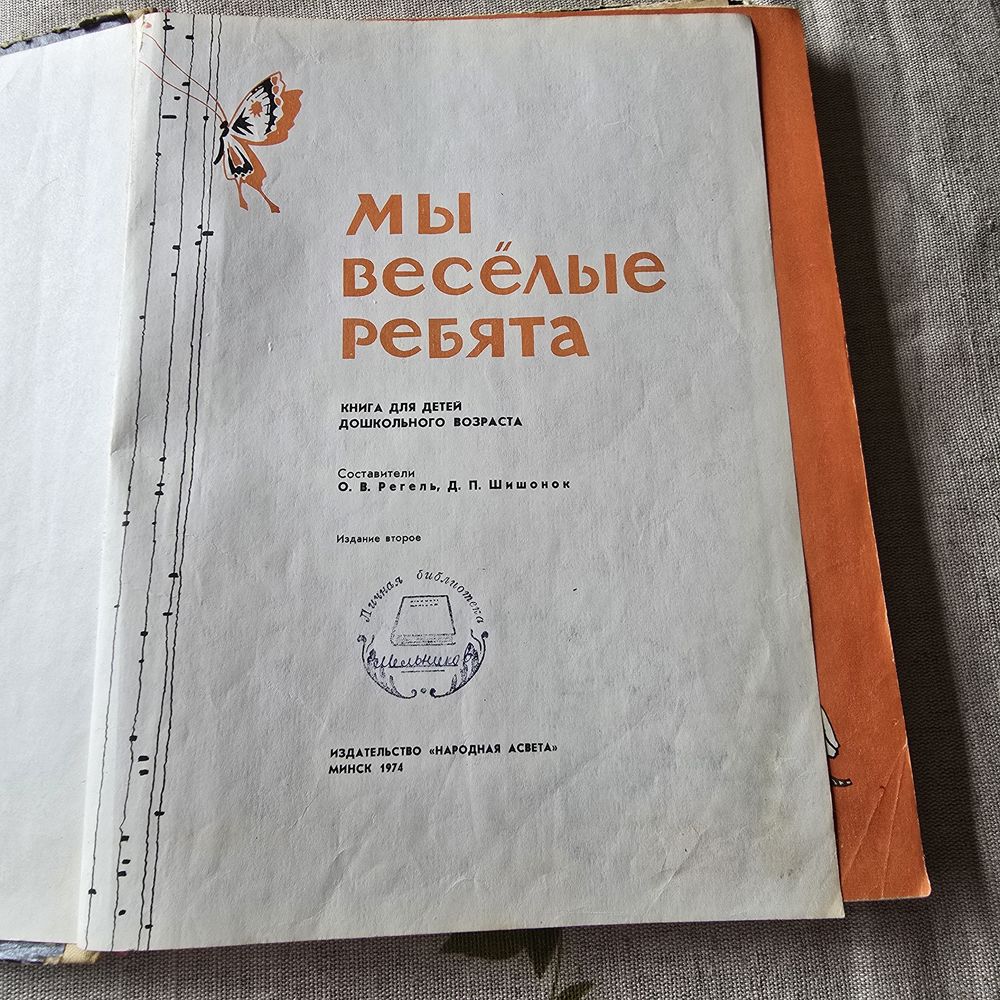 МЫ
ВЕСЁЛЫЕ
РЕБЯТА
КНИГА ДЛЯ ДЕТЕЙ
ДОШКОЛЬНОГО ВОЗРАСТА
Составители
О. В. Регель, Д. П. Шишонок
Издание второе
Личная библиотека
ИЗДАТЕЛЬСТВО «НАРОДНАЯ АСВЕТА»
МИНСК 1974